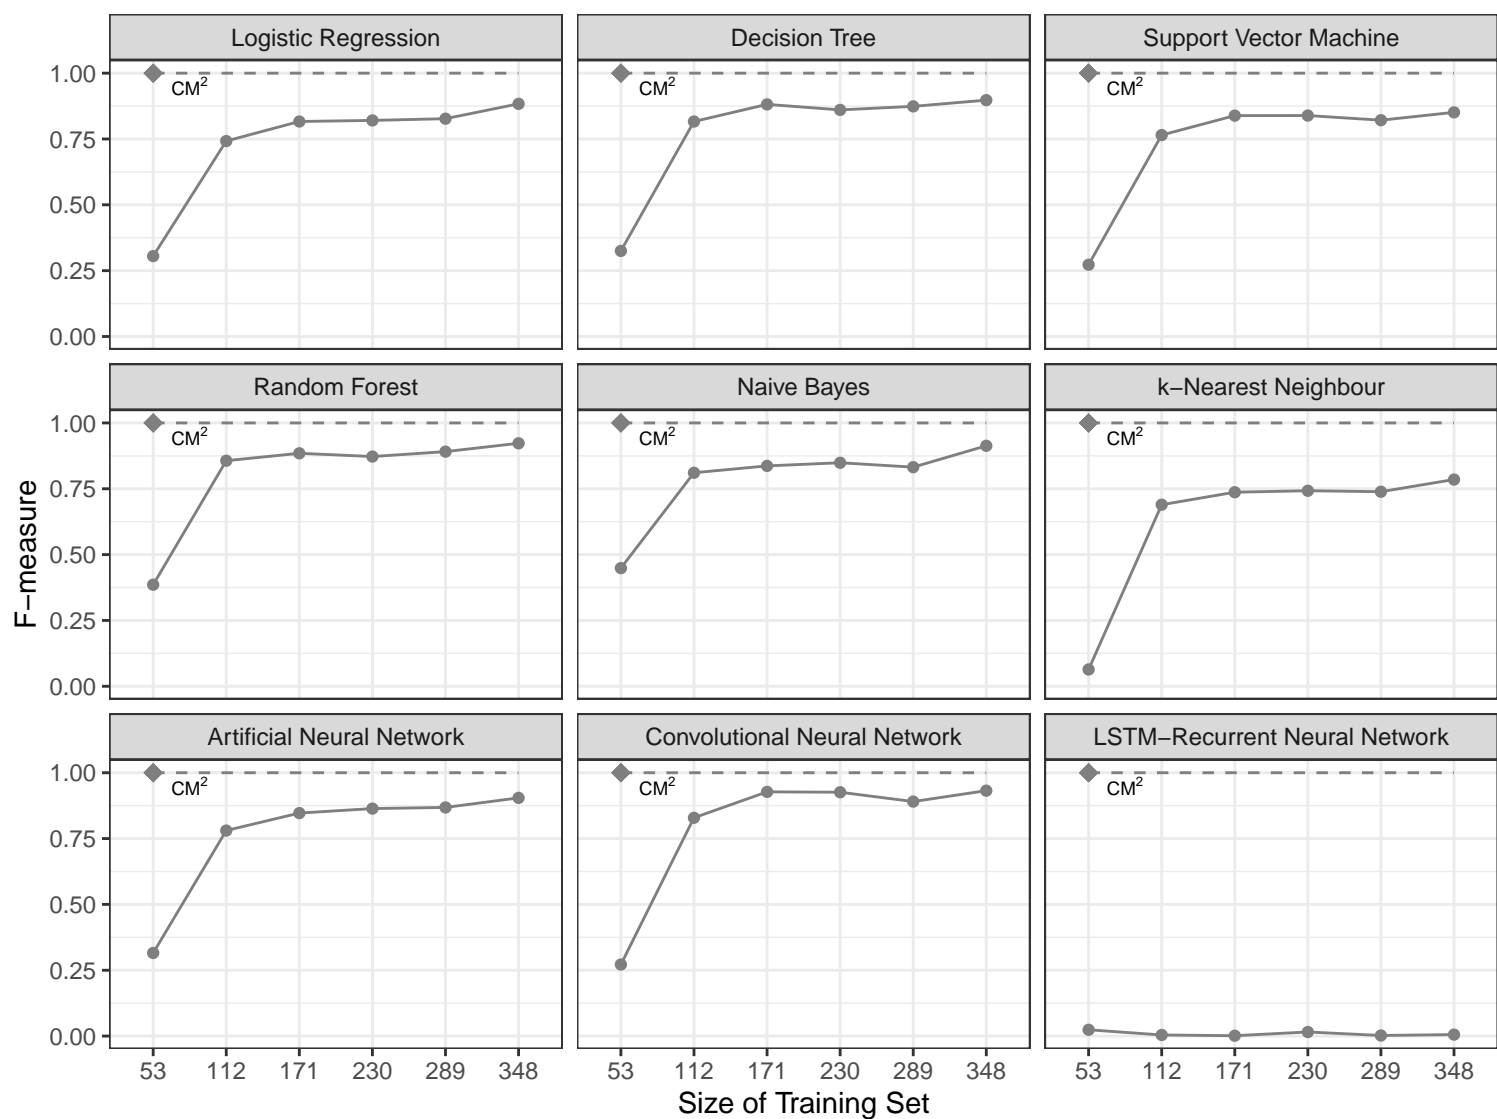 Logistic Regression
Decision Tree
Support Vector Machine
1.00
0.75
0.50
0.25
0.00
CM²
CM²
CM²
Random Forest
Naive Bayes
k−Nearest Neighbour
1.00
0.75
0.50
0.25
0.00
CM²
CM²
CM²
F−measure
Artificial Neural Network
Convolutional Neural Network
LSTM−Recurrent Neural Network
1.00
0.75
0.50
0.25
0.00
CM²
CM²
CM²
53 112 171 230 289 348
53 112 171 230 289 348
53 112 171 230 289 348
Size of Training Set